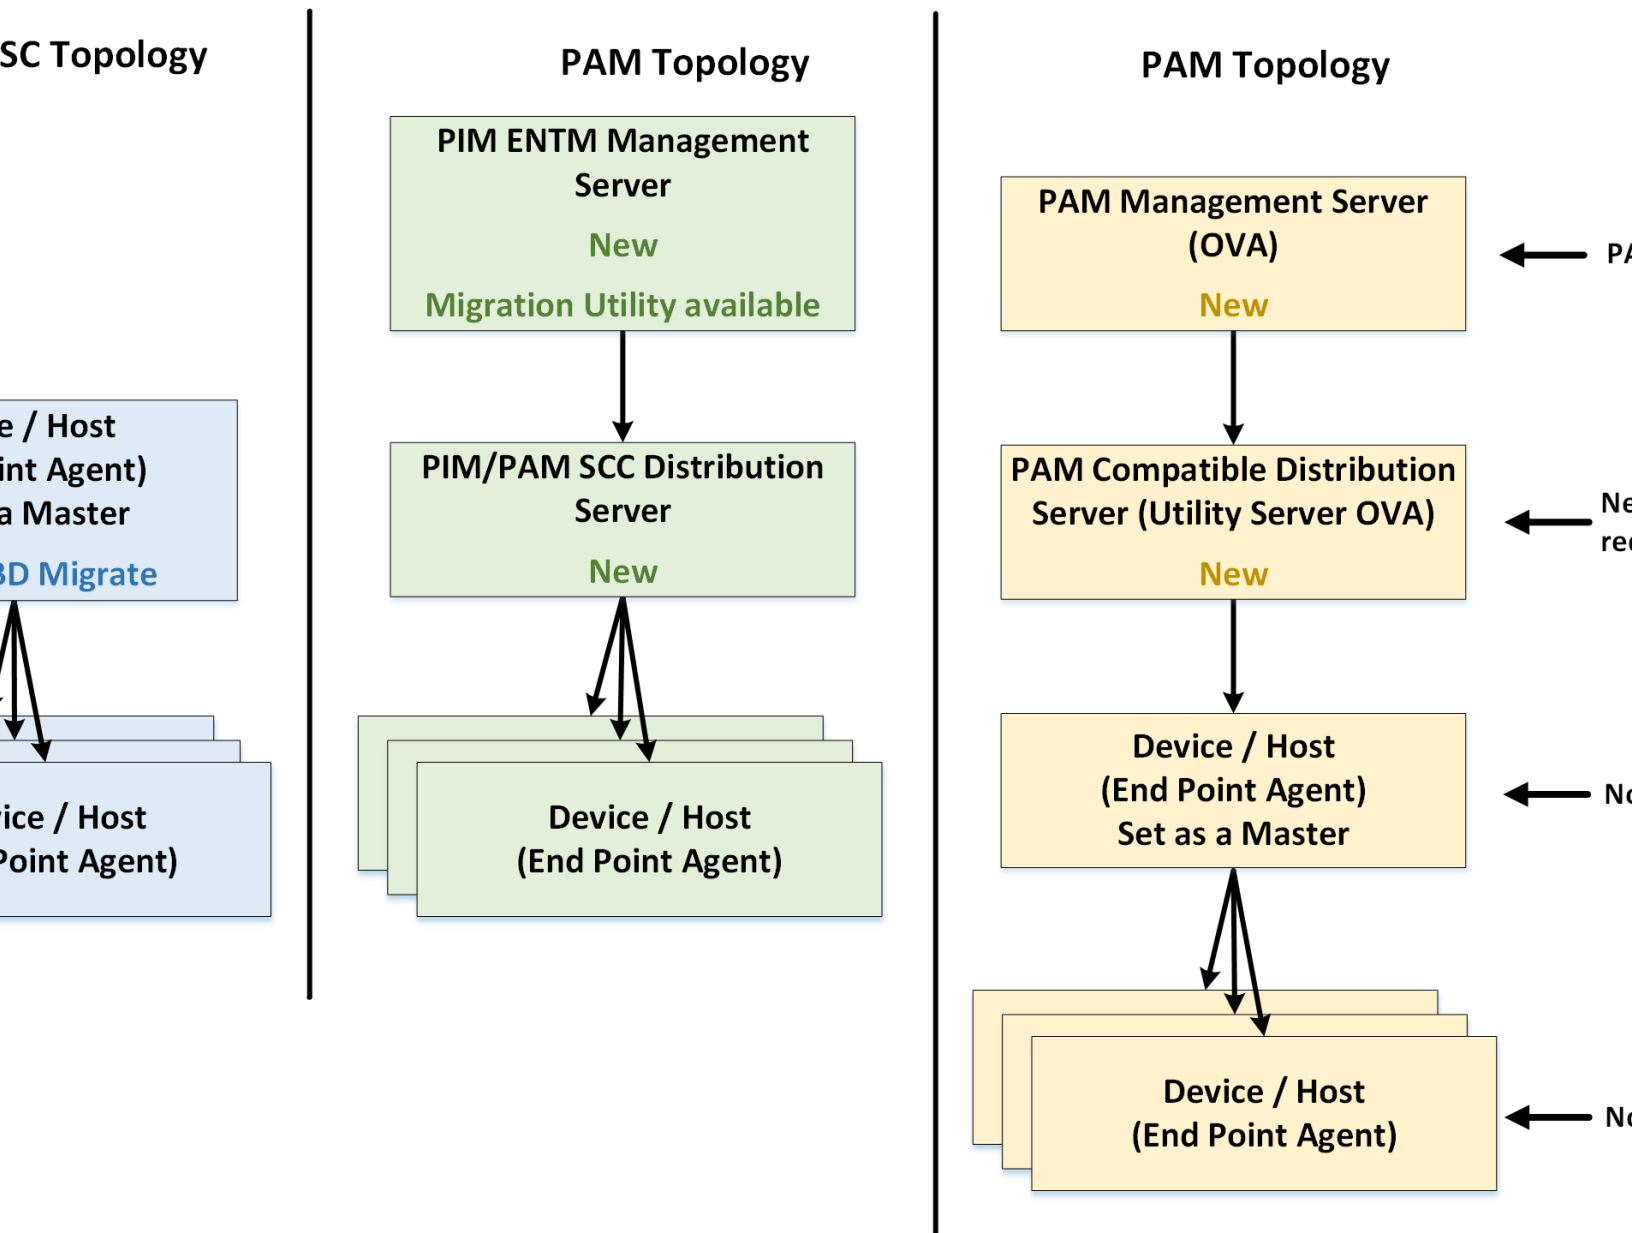 SC Topology
e / Host
int Agent)
a Master
BD Migrate
ice / Host
Point Agent)
PAM Topology
PIM ENTM Management
Server
New
Migration Utility available
PIM/PAM SCC Distribution
Server
New
Device / Host
(End Point Agent)
PAM Topology
PAM Management Server
(OVA)
New
PAM Compatible Distribution
Server (Utility Server OVA)
New
Device / Host
(End Point Agent)
Set as a Master
Device / Host
(End Point Agent)
PA
Ne
rec
No
No